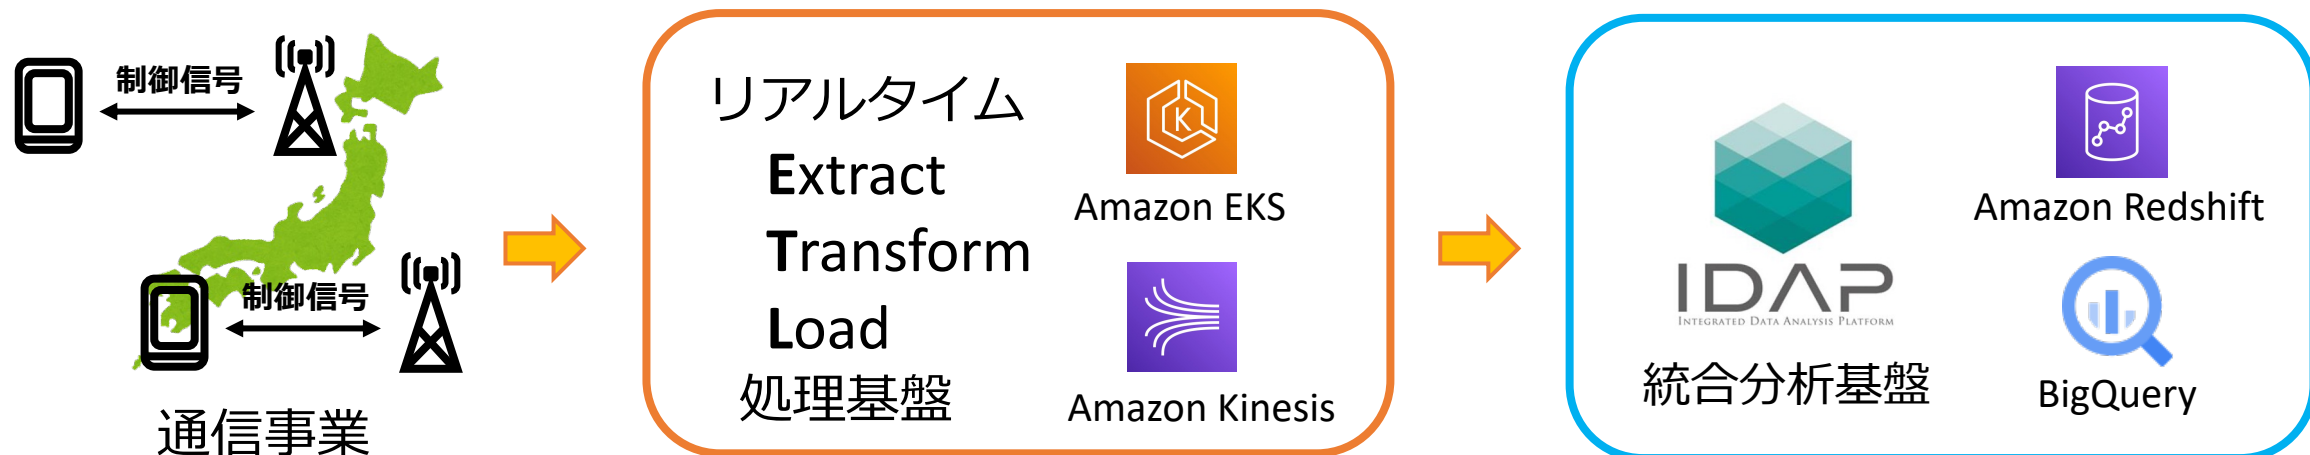 制御信号
制御信号
通信事業
リアルタイム
Extract
Transform
Load
処理基盤
K
Amazon EKS
Amazon Kinesis
IDAP
INTEGRATED DATA ANALYSIS PLATFORM
統合分析基盤
Amazon Redshift
BigQuery